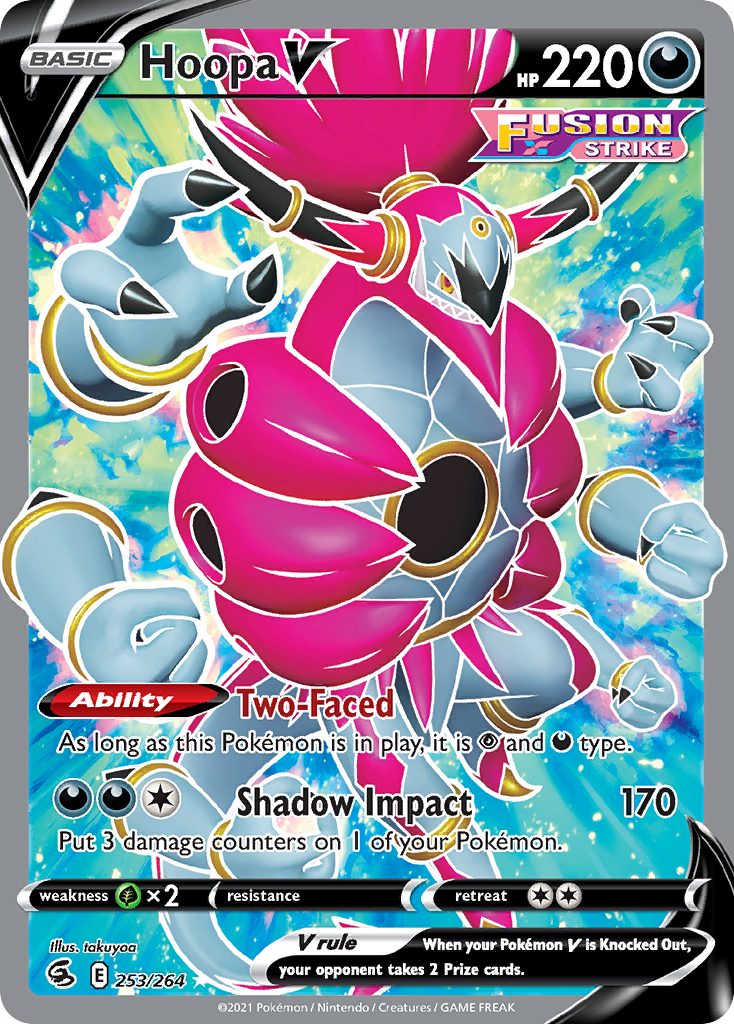 BASIC Hoopa V HP 220
FUSION
STRIKE
Ability Two-Faced
As long as this Pokémon is in play, it is and type.
Shadow Impact 170
Put 3 damage counters on 1 of your Pokémon.
weakness ×2 resistance retreat
Illus. takuyoa
V rule When your Pokémon V is Knocked Out,
your opponent takes 2 Prize cards.
E 253/264
©2021 Pokémon / Nintendo / Creatures / GAME FREAK